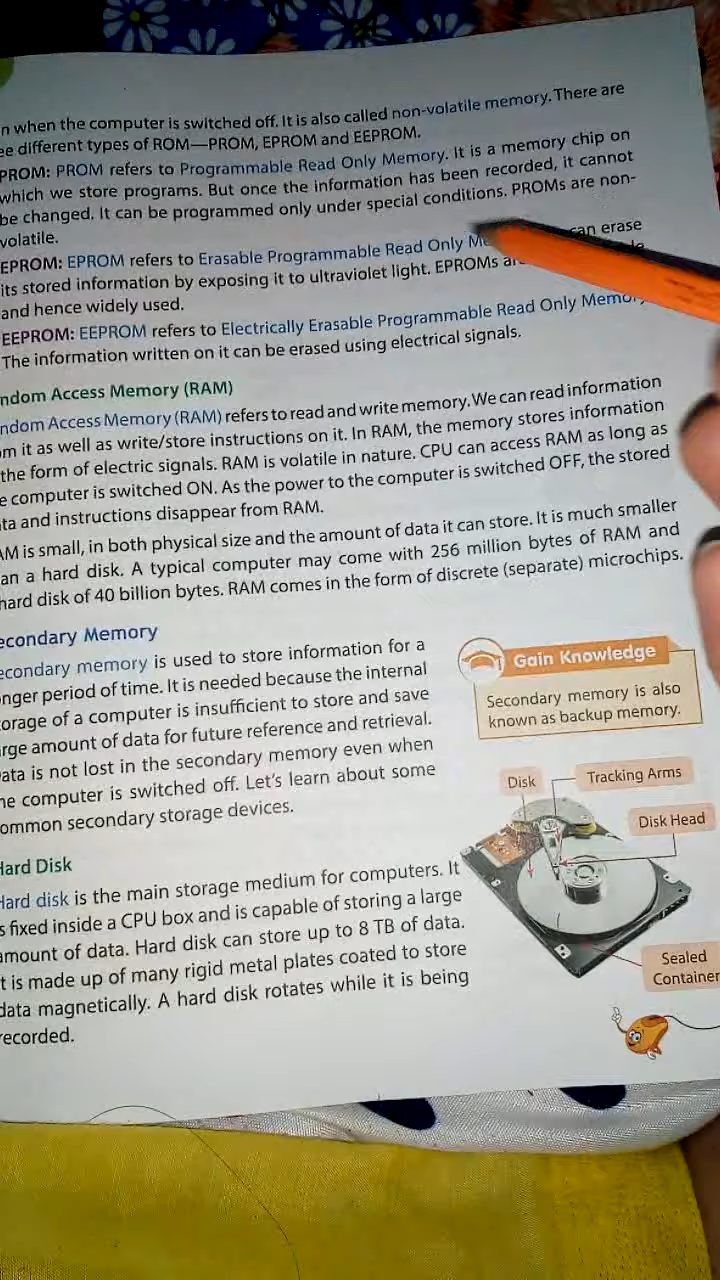 n when the computer is switched off. It is also called non-volatile memory. There are
ee different types of ROM—PROM, EPROM and EEPROM.
PROM: PROM refers to Programmable Read Only Memory. It is a memory chip on
which we store programs. But once the information has been recorded, it cannot
be changed. It can be programmed only under special conditions. PROMs are non-
volatile.
EPROM: EPROM refers to Erasable Programmable Read Only Me can erase
its stored information by exposing it to ultraviolet light. EPROMs
and hence widely used.
EEPROM: EEPROM refers to Electrically Erasable Programmable Read Only Memor
The information written on it can be erased using electrical signals.
ndom Access Memory (RAM)
ndom Access Memory (RAM) refers to read and write memory. We can read information
om it as well as write/store instructions on it. In RAM, the memory stores information
the form of electric signals. RAM is volatile in nature. CPU can access RAM as long as
e computer is switched ON. As the power to the computer is switched OFF, the stored
ta and instructions disappear from RAM.
AM is small, in both physical size and the amount of data it can store. It is much smaller
an a hard disk. A typical computer may come with 256 million bytes of RAM and
hard disk of 40 billion bytes. RAM comes in the form of discrete (separate) microchips.
econdary Memory
econdary memory is used to store information for a
onger period of time. It is needed because the internal
torage of a computer is insufficient to store and save
arge amount of data for future reference and retrieval.
ata is not lost in the secondary memory even when
he computer is switched off. Let's learn about some
ommon secondary storage devices.
Gain Knowledge
Secondary memory is also
known as backup memory.
Disk
Tracking Arms
Disk Head
Sealed
Container
Hard Disk
Hard disk is the main storage medium for computers. It
s fixed inside a CPU box and is capable of storing a large
amount of data. Hard disk can store up to 8 TB of data.
t is made up of many rigid metal plates coated to store
data magnetically. A hard disk rotates while it is being
recorded.